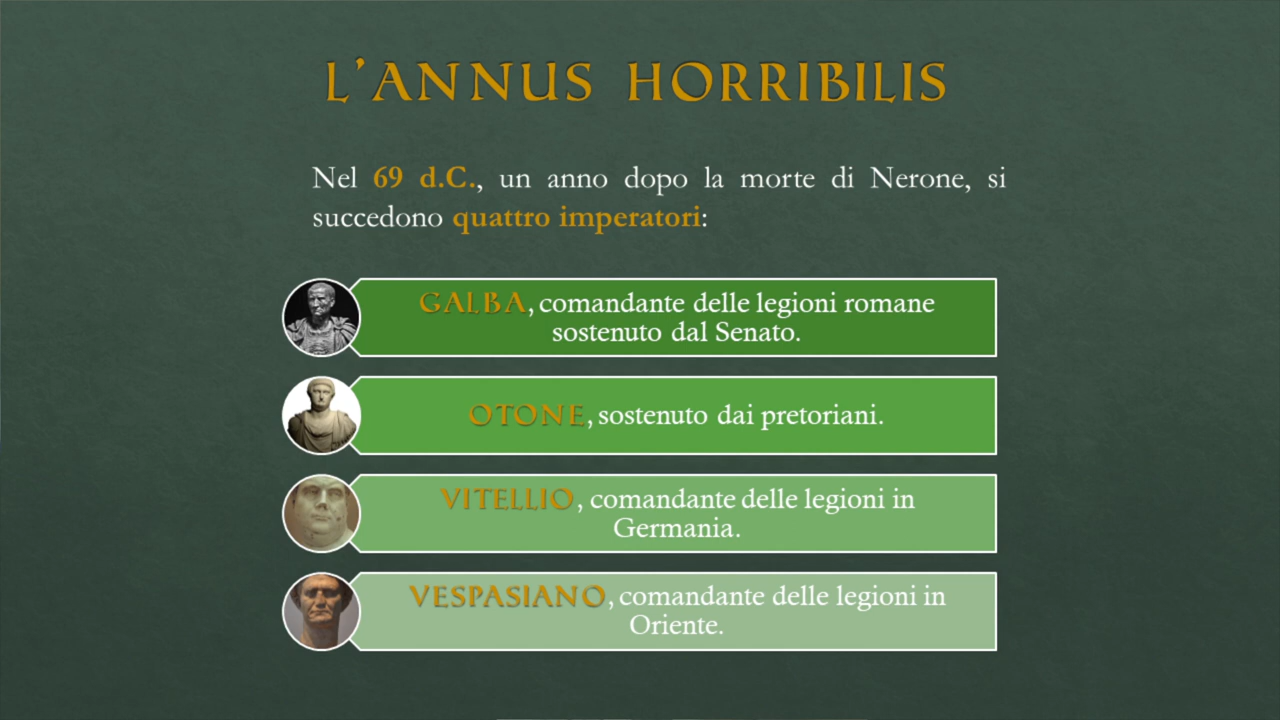 L’ANNUS HORRIBILIS
Nel 69 d.C., un anno dopo la morte di Nerone, si
succedono quattro imperatori:
GALBA, comandante delle legioni romane
sostenuto dal Senato.
OTONE, sostenuto dai pretoriani.
VITELLIO, comandante delle legioni in
Germania.
VESPASIANO, comandante delle legioni in
Oriente.